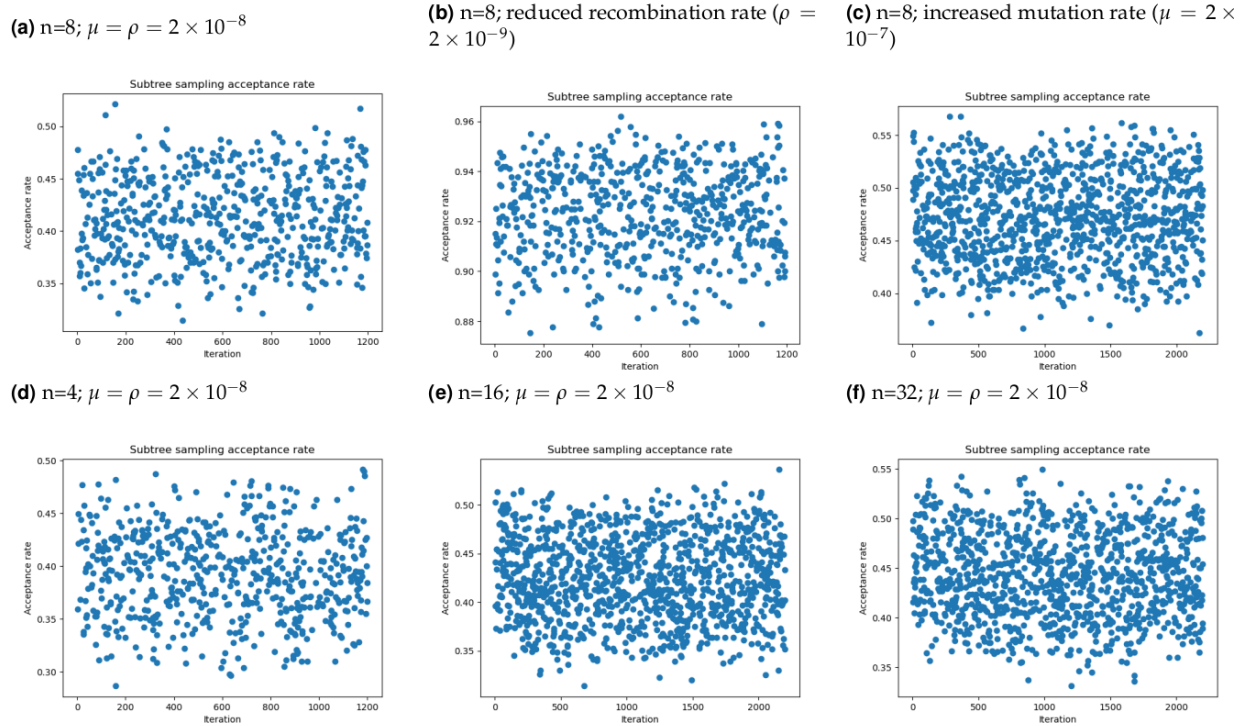 (a) n=8; μ = ρ = 2 × 10⁻⁸
(b) n=8; reduced recombination rate (ρ =
2 × 10⁻⁹)
(c) n=8; increased mutation rate (μ = 2×
10⁻⁷)
Subtree sampling acceptance rate
Acceptance rate
0.50
0.45
0.40
0.35
0 200 400 600 800 1000 1200
Iteration
Subtree sampling acceptance rate
Acceptance rate
0.96
0.94
0.92
0.90
0.88
0 200 400 600 800 1000 1200
Iteration
Subtree sampling acceptance rate
Acceptance rate
0.55
0.50
0.45
0.40
0 500 1000 1500 2000
Iteration
(d) n=4; μ = ρ = 2 × 10⁻⁸
(e) n=16; μ = ρ = 2 × 10⁻⁸
(f) n=32; μ = ρ = 2 × 10⁻⁸
Subtree sampling acceptance rate
Acceptance rate
0.50
0.45
0.40
0.35
0.30
0 200 400 600 800 1000 1200
Iteration
Subtree sampling acceptance rate
Acceptance rate
0.50
0.45
0.40
0.35
0 500 1000 1500 2000
Iteration
Subtree sampling acceptance rate
Acceptance rate
0.55
0.50
0.45
0.40
0.35
0 500 1000 1500 2000
Iteration